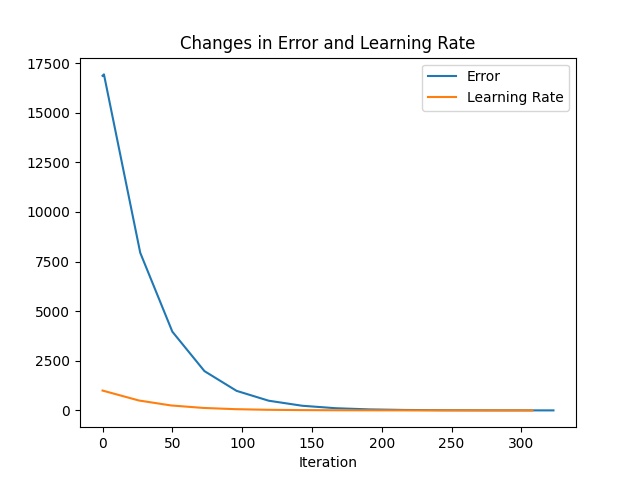 Changes in Error and Learning Rate
17500
15000
12500
10000
7500
5000
2500
0
Error
Learning Rate
0 50 100 150 200 250 300
Iteration